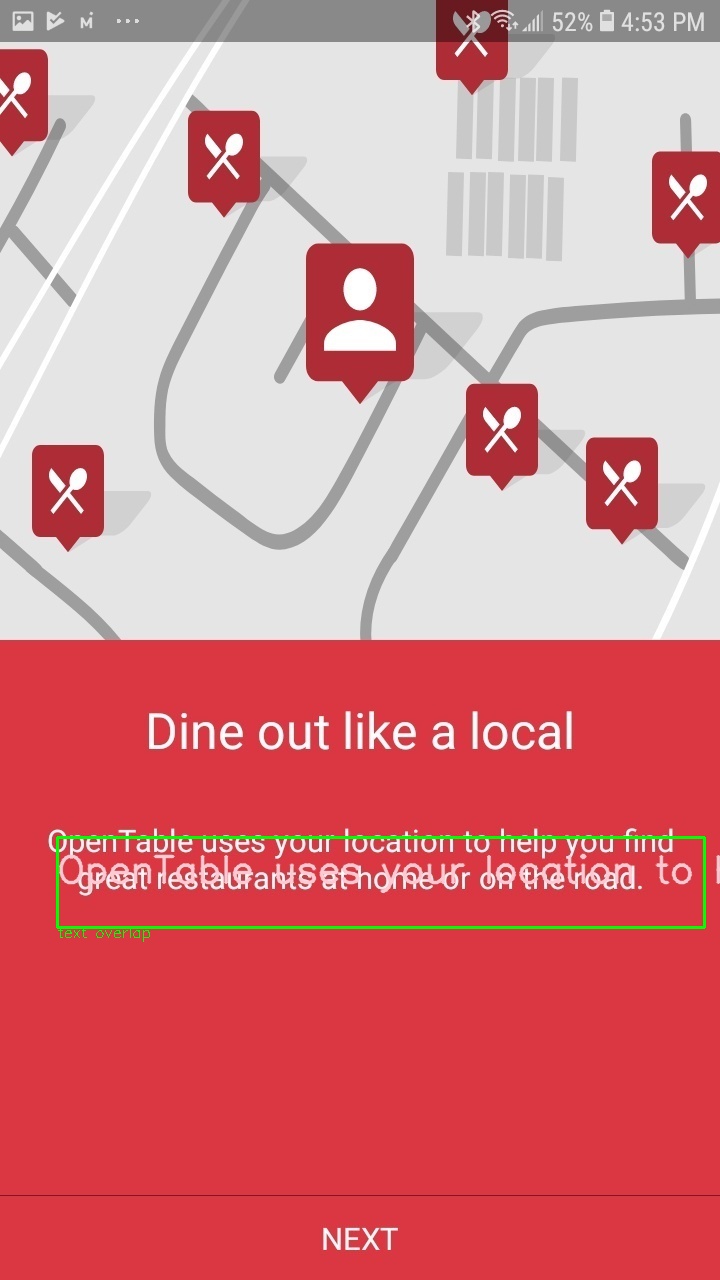 52% 4:53 PM
Dine out like a local
OpenTable uses your location to help you find
OpenTable uses your location to
great restaurants at home or on the road.
text overlap
NEXT